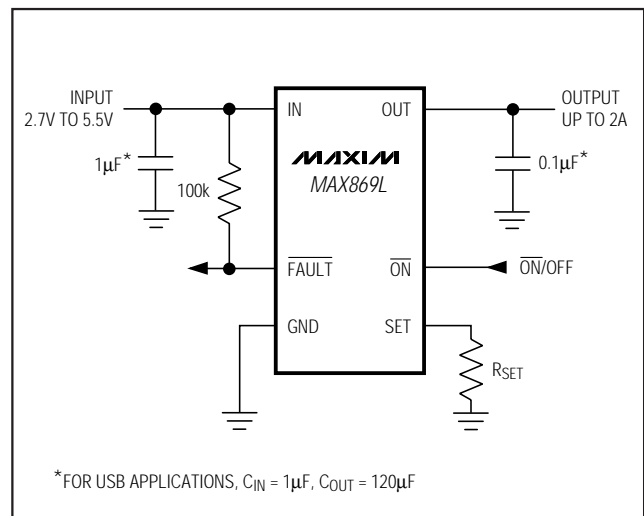 INPUT
2.7V TO 5.5V
IN
OUT
OUTPUT
UP TO 2A
1μF*
100k
MAXIM
MAX869L
0.1μF*
FAULT
ON
ON/OFF
GND
SET
RSET
*FOR USB APPLICATIONS, CIN = 1μF, COUT = 120μF